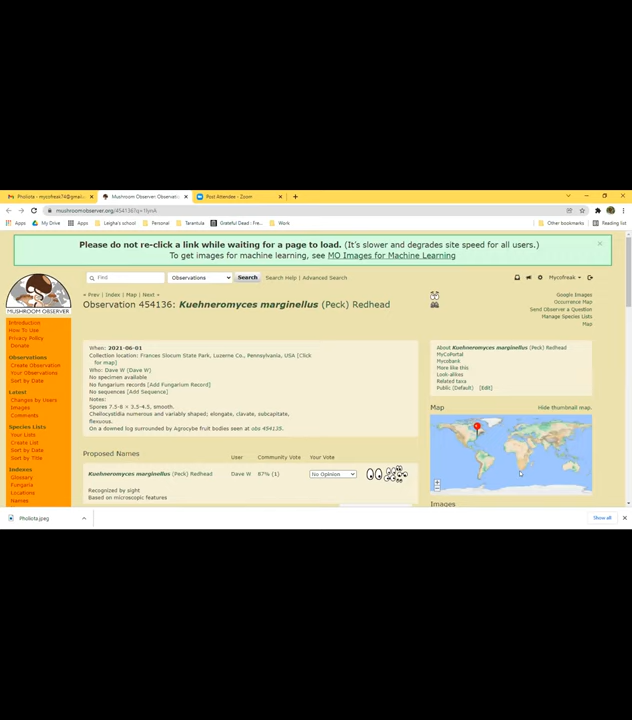 Pholiota - mycofreak74@gmai...
Mushroom Observer: Observati...
Post Attendee - Zoom
mushroomobserver.org/454136?q=
Apps My Drive Apps Leigha's school Personal Tarantula Grateful Dead : Fre... Work Other bookmarks Reading list
Please do not re-click a link while waiting for a page to load. (It's slower and degrades site speed for all users.)
To get images for machine learning, see MO Images for Machine Learning
MUSHROOM OBSERVER
Find Observations Search Search Help | Advanced Search Mycofreak
« Prev | Index | Map | Next »
Observation 454136: Kuehneromyces marginellus (Peck) Redhead
Google Images
Occurrence Map
Send Observer a Question
Manage Species Lists
Map
Introduction
How To Use
Privacy Policy
Donate
Observations
Create Observation
Your Observations
Sort by Date
Latest
Changes by Users
Images
Comments
Species Lists
Your Lists
Create List
Sort by Date
Sort by Title
Indexes
Glossary
Fungaria
Locations
Names
When: 2021-06-01
Collection location: Frances Slocum State Park, Luzerne Co., Pennsylvania, USA [Click
for map]
Who: Dave W (Dave W)
No specimen available
No fungarium records [Add Fungarium Record]
No sequences [Add Sequence]
Notes:
Spores 7.5-8 × 3.5-4.5, smooth.
Cheilocystidia numerous and variably shaped; elongate, clavate, subcapitate,
flexuous.
On a downed log surrounded by Agrocybe fruit bodies seen at obs 454135.
About Kuehneromyces marginellus (Peck) Redhead
MyCoPortal
Mycobank
More like this
Look-alikes
Related taxa
Public (Default) [Edit]
Map Hide thumbnail map.
Images
Proposed Names User Community Vote Your Vote
Kuehneromyces marginellus (Peck) Redhead Dave W 67% (1) No Opinion
Recognized by sight
Based on microscopic features
Pholiota.jpeg
Show all